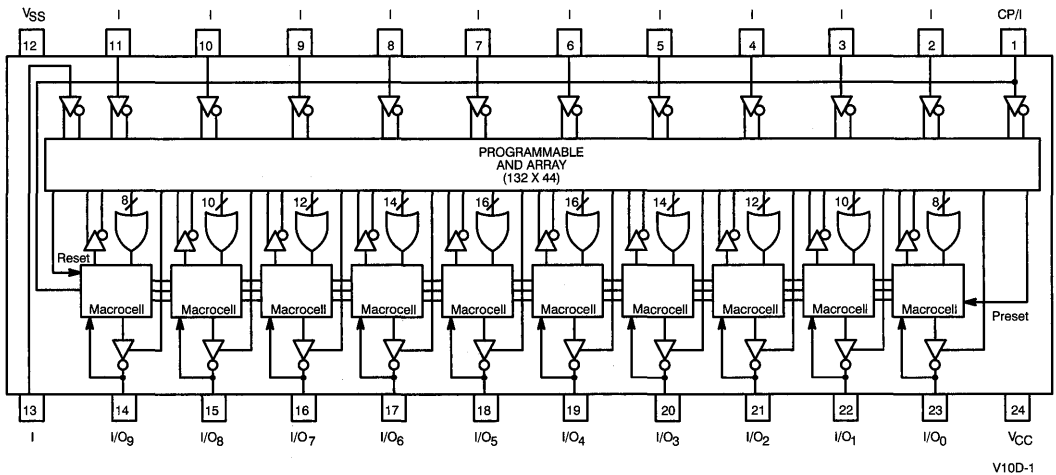 VSS I I I I I I I I I I CP/I
12 11 10 9 8 7 6 5 4 3 2 1
PROGRAMMABLE
AND ARRAY
(132 X 44)
8 10 12 14 16 16 14 12 10 8
Reset
Macrocell Macrocell Macrocell Macrocell Macrocell Macrocell Macrocell Macrocell Macrocell Macrocell
Preset
13 14 15 16 17 18 19 20 21 22 23 24
I I/O9 I/O8 I/O7 I/O6 I/O5 I/O4 I/O3 I/O2 I/O1 I/O0 VCC
V10D-1